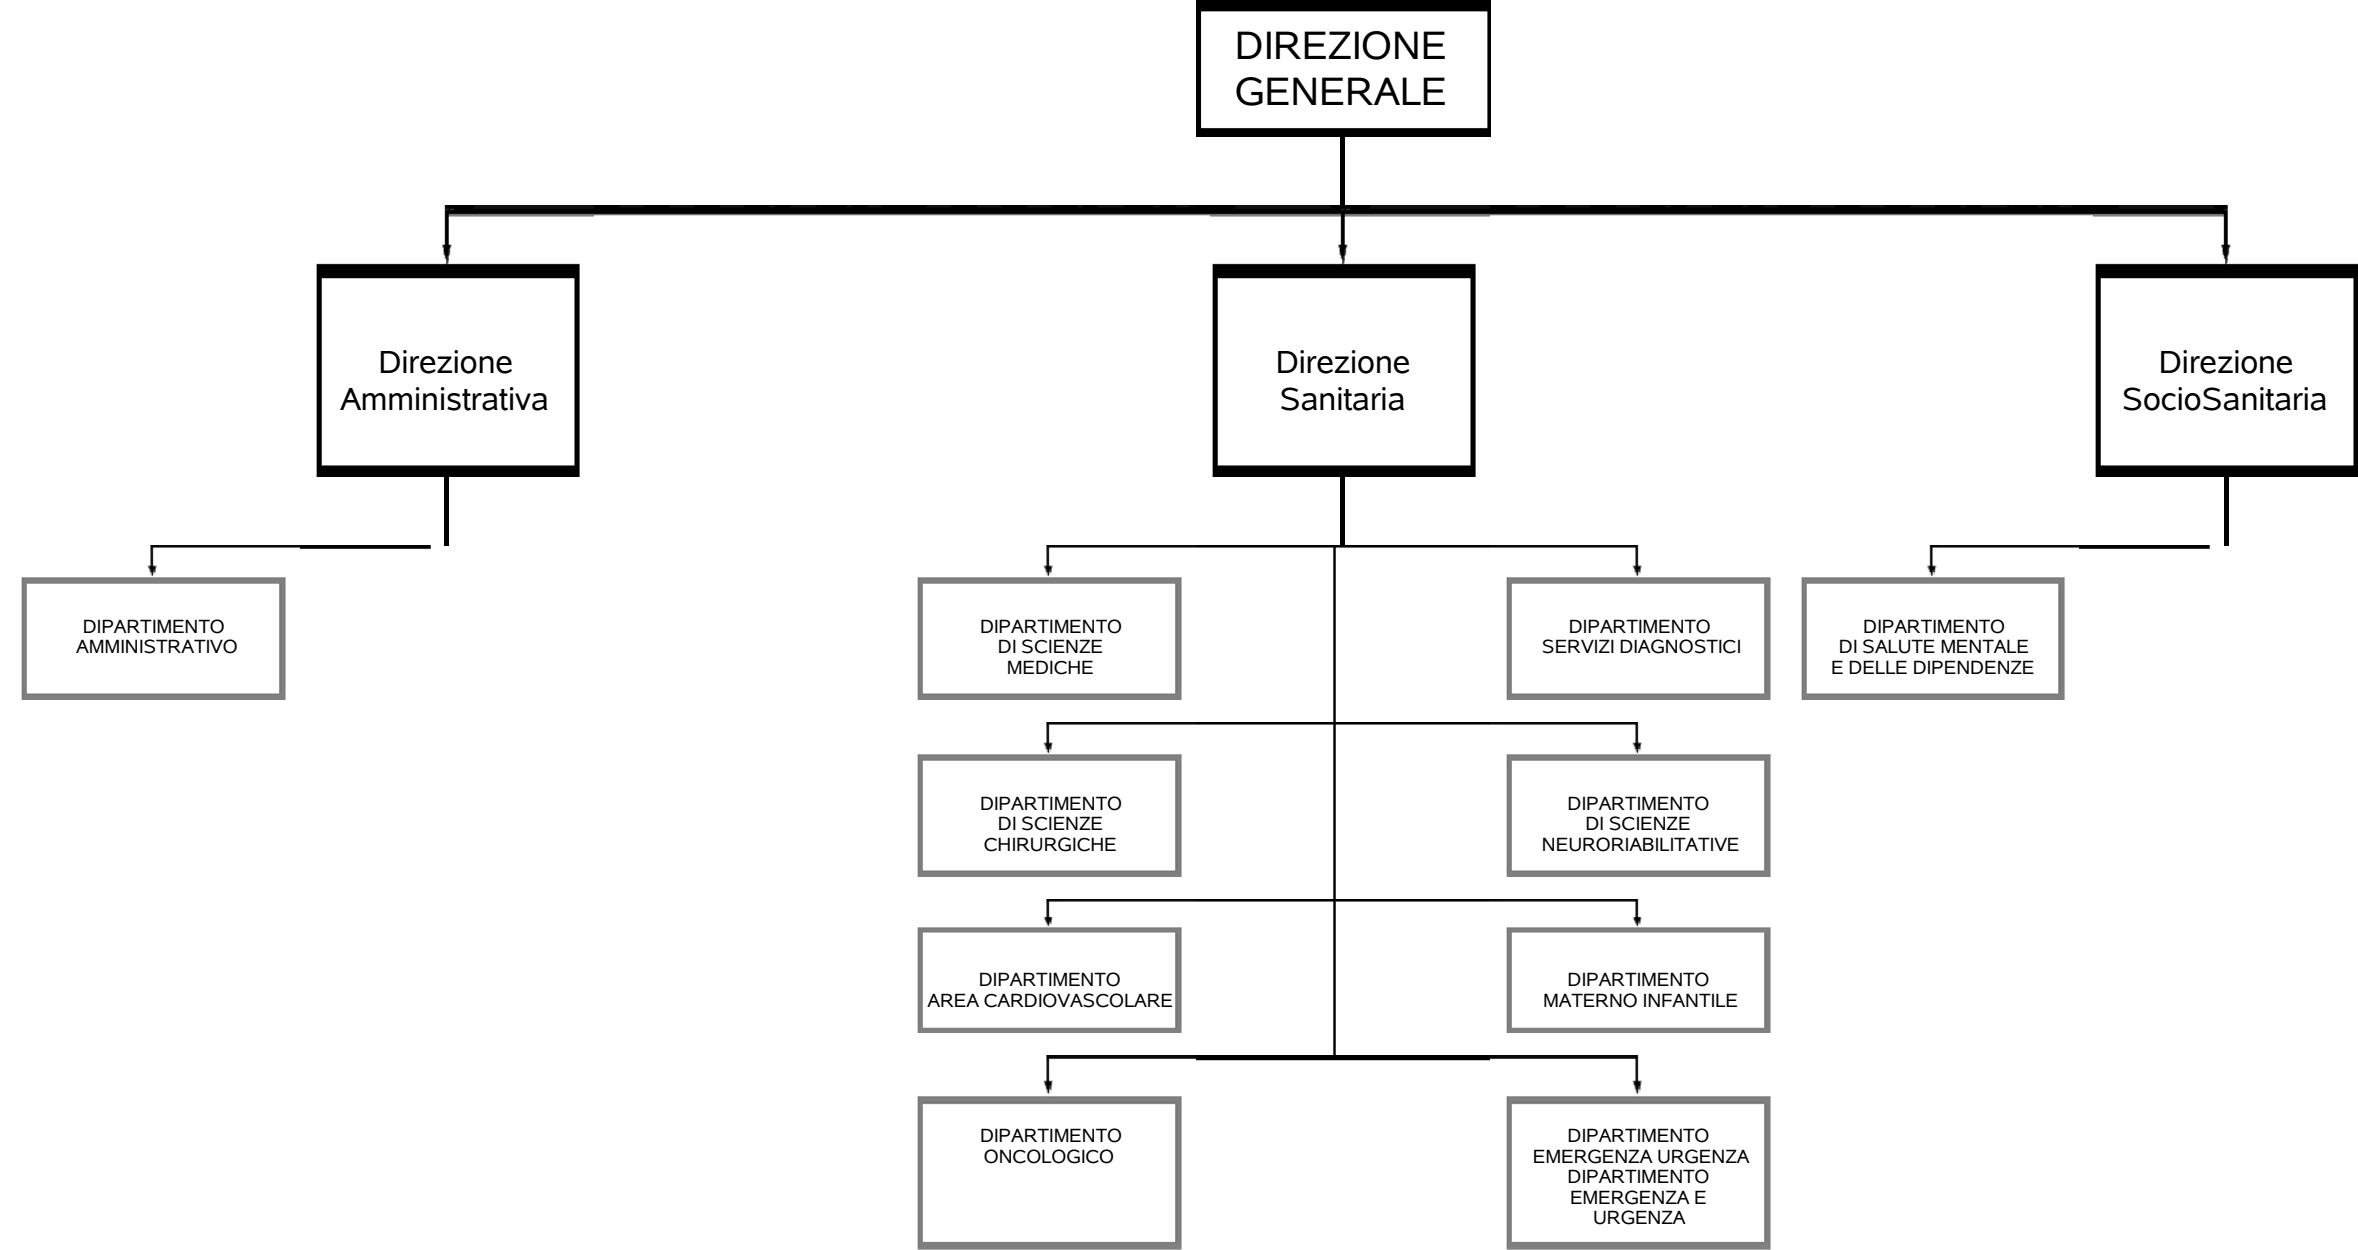 DIREZIONE
GENERALE
Direzione
Amministrativa
Direzione
Sanitaria
Direzione
SocioSanitaria
DIPARTIMENTO
AMMINISTRATIVO
DIPARTIMENTO
DI SCIENZE
MEDICHE
DIPARTIMENTO
SERVIZI DIAGNOSTICI
DIPARTIMENTO
DI SALUTE MENTALE
E DELLE DIPENDENZE
DIPARTIMENTO
DI SCIENZE
CHIRURGICHE
DIPARTIMENTO
DI SCIENZE
NEURORIABILITATIVE
DIPARTIMENTO
AREA CARDIOVASCOLARE
DIPARTIMENTO
MATERNO INFANTILE
DIPARTIMENTO
ONCOLOGICO
DIPARTIMENTO
EMERGENZA URGENZA
DIPARTIMENTO
EMERGENZA E
URGENZA